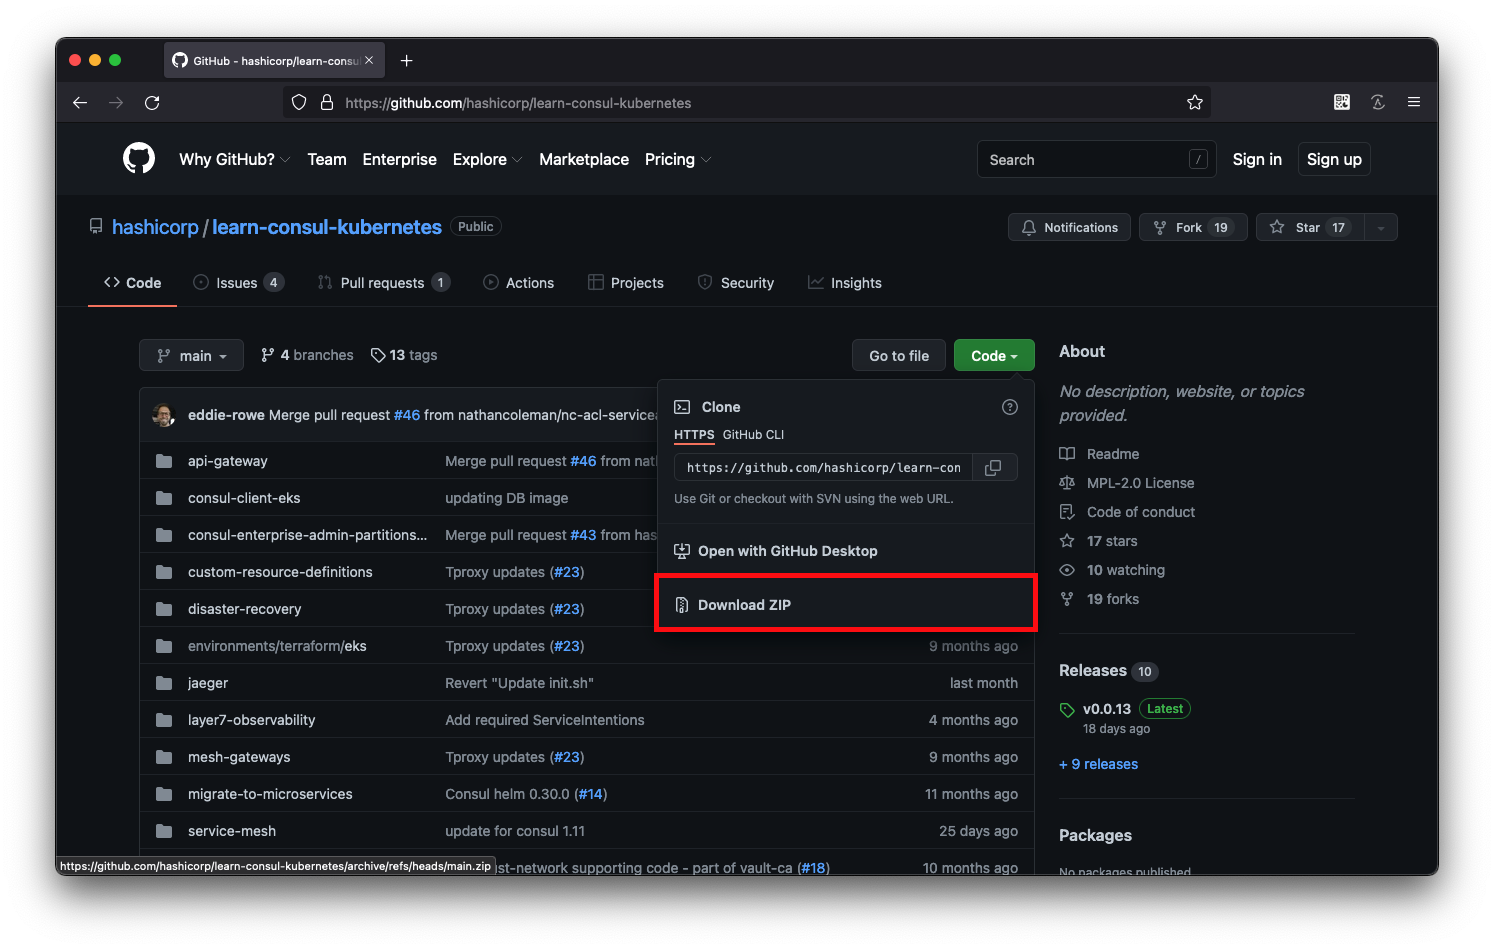 GitHub - hashicorp/learn-consu
https://github.com/hashicorp/learn-consul-kubernetes
Why GitHub? Team Enterprise Explore Marketplace Pricing
Search / Sign in Sign up
hashicorp / learn-consul-kubernetes Public
Notifications Fork 19 Star 17
Code Issues 4 Pull requests 1 Actions Projects Security Insights
main 4 branches 13 tags Go to file Code
eddie-rowe Merge pull request #46 from nathancoleman/nc-acl-service
api-gateway Merge pull request #46 from nat
consul-client-eks updating DB image
consul-enterprise-admin-partitions... Merge pull request #43 from has
custom-resource-definitions Tproxy updates (#23)
disaster-recovery Tproxy updates (#23)
environments/terraform/eks Tproxy updates (#23) 9 months ago
jaeger Revert "Update init.sh" last month
layer7-observability Add required ServiceIntentions 4 months ago
mesh-gateways Tproxy updates (#23) 9 months ago
migrate-to-microservices Consul helm 0.30.0 (#14) 11 months ago
service-mesh update for consul 1.11 25 days ago
st-network supporting code - part of vault-ca (#18) 10 months ago
https://github.com/hashicorp/learn-consul-kubernetes/archive/refs/heads/main.zip
Clone
HTTPS GitHub CLI
https://github.com/hashicorp/learn-con
Use Git or checkout with SVN using the web URL.
Open with GitHub Desktop
Download ZIP
About
No description, website, or topics
provided.
Readme
MPL-2.0 License
Code of conduct
17 stars
10 watching
19 forks
Releases 10
v0.0.13 Latest
18 days ago
+ 9 releases
Packages
No packages published